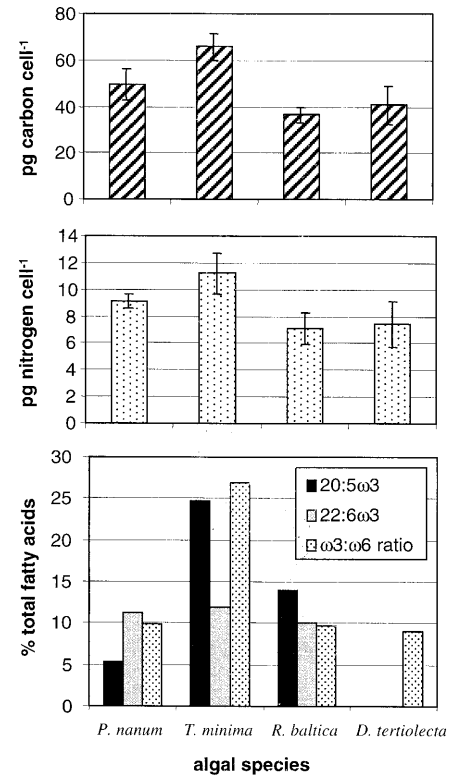 80
60
40
20
0
pg carbon cell⁻¹
14
12
10
8
6
4
2
0
pg nitrogen cell⁻¹
30
25
20
15
10
5
0
% total fatty acids
20:5ω3
22:6ω3
ω3:ω6 ratio
P. nanum T. minima R. baltica D. tertiolecta
algal species